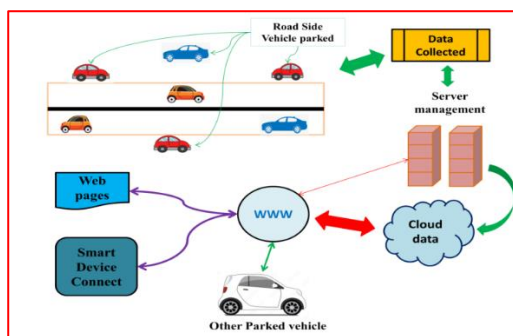 Road Side
Vehicle parked
Data
Collected
Server
management
Web
pages
WWW
Cloud
data
Smart
Device
Connect
Other Parked vehicle